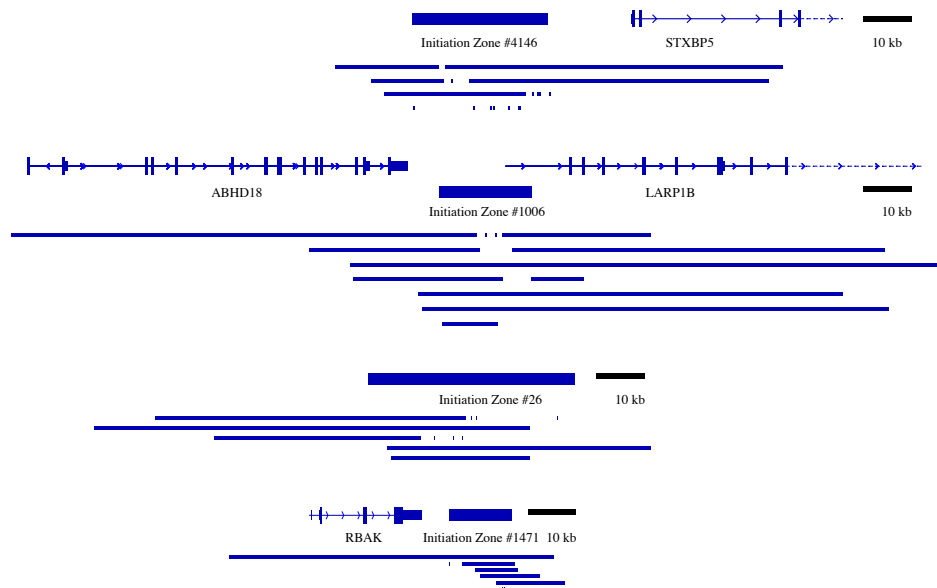 Initiation Zone #4146
STXBP5
10 kb
ABHD18
LARP1B
Initiation Zone #1006
10 kb
Initiation Zone #26
10 kb
RBAK
Initiation Zone #1471
10 kb